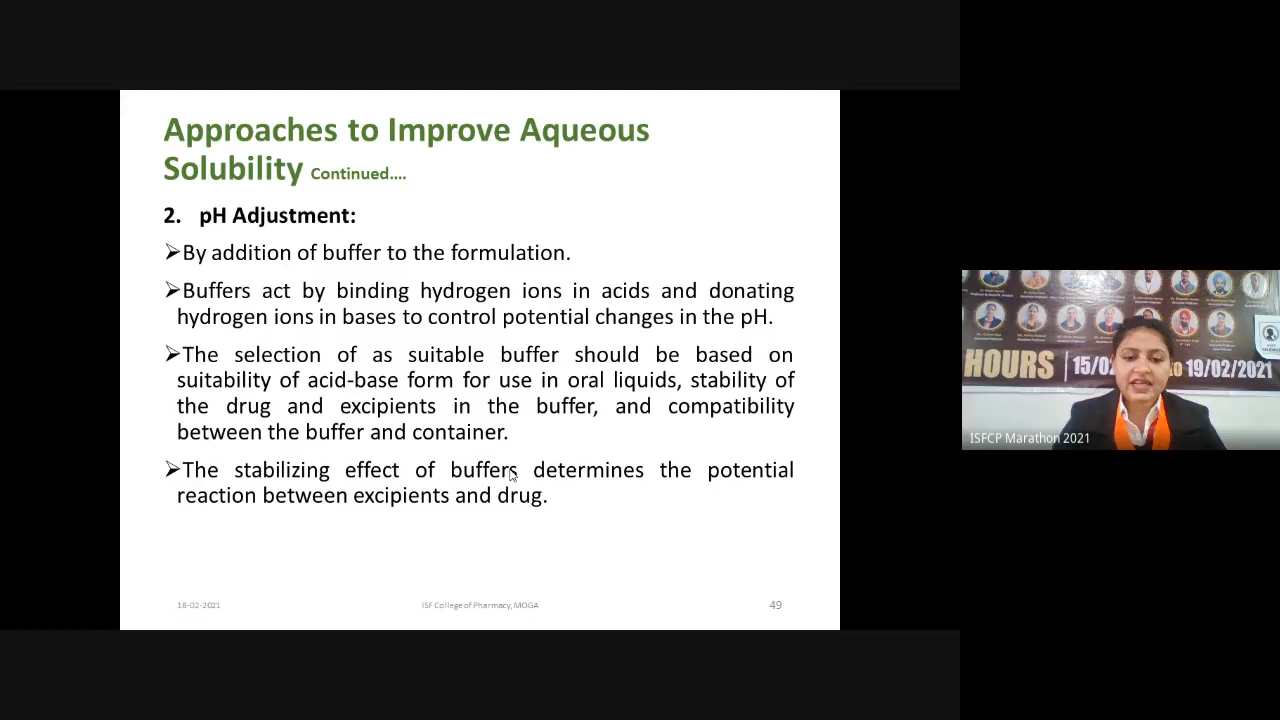 Approaches to Improve Aqueous
Solubility Continued....
2. pH Adjustment:
➢By addition of buffer to the formulation.
➢Buffers act by binding hydrogen ions in acids and donating
hydrogen ions in bases to control potential changes in the pH.
➢The selection of as suitable buffer should be based on
suitability of acid-base form for use in oral liquids, stability of
the drug and excipients in the buffer, and compatibility
between the buffer and container.
➢The stabilizing effect of buffers determines the potential
reaction between excipients and drug.
18-02-2021 ISF College of Pharmacy, MOGA 49
HOURS 15/02 to 19/02/2021
ISFCP Marathon 2021